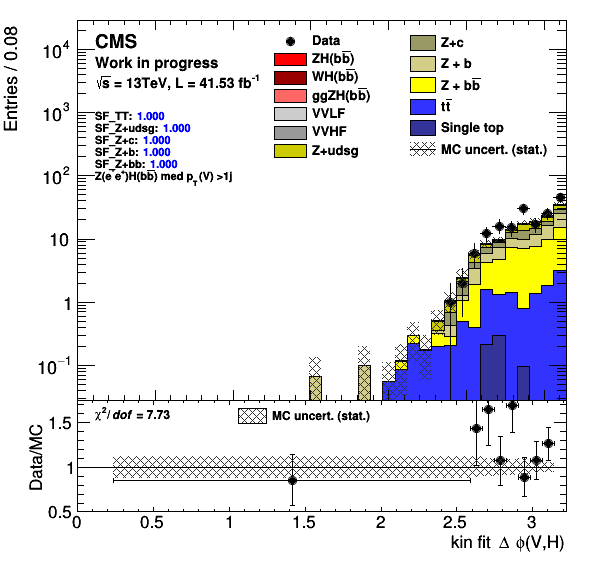 Entries / 0.08
10⁴
10³
10²
10
1
10⁻¹
CMS
Work in progress
√s = 13TeV, L = 41.53 fb⁻¹
SF_TT: 1.000
SF_Z+udsg: 1.000
SF_Z+c: 1.000
SF_Z+b: 1.000
SF_Z+bb: 1.000
Z(e⁻e⁺)H(bb̅) med p_T(V) >1j
Data
ZH(bb̅)
WH(bb̅)
ggZH(bb̅)
VVLF
VVHF
Z+udsg
Z+c
Z + b
Z + bb̅
tt̅
Single top
MC uncert. (stat.)
Data/MC
1.5
1
0.5
χ²/dof = 7.73
MC uncert. (stat.)
0 0.5 1 1.5 2 2.5 3
kin fit Δ ϕ(V,H)